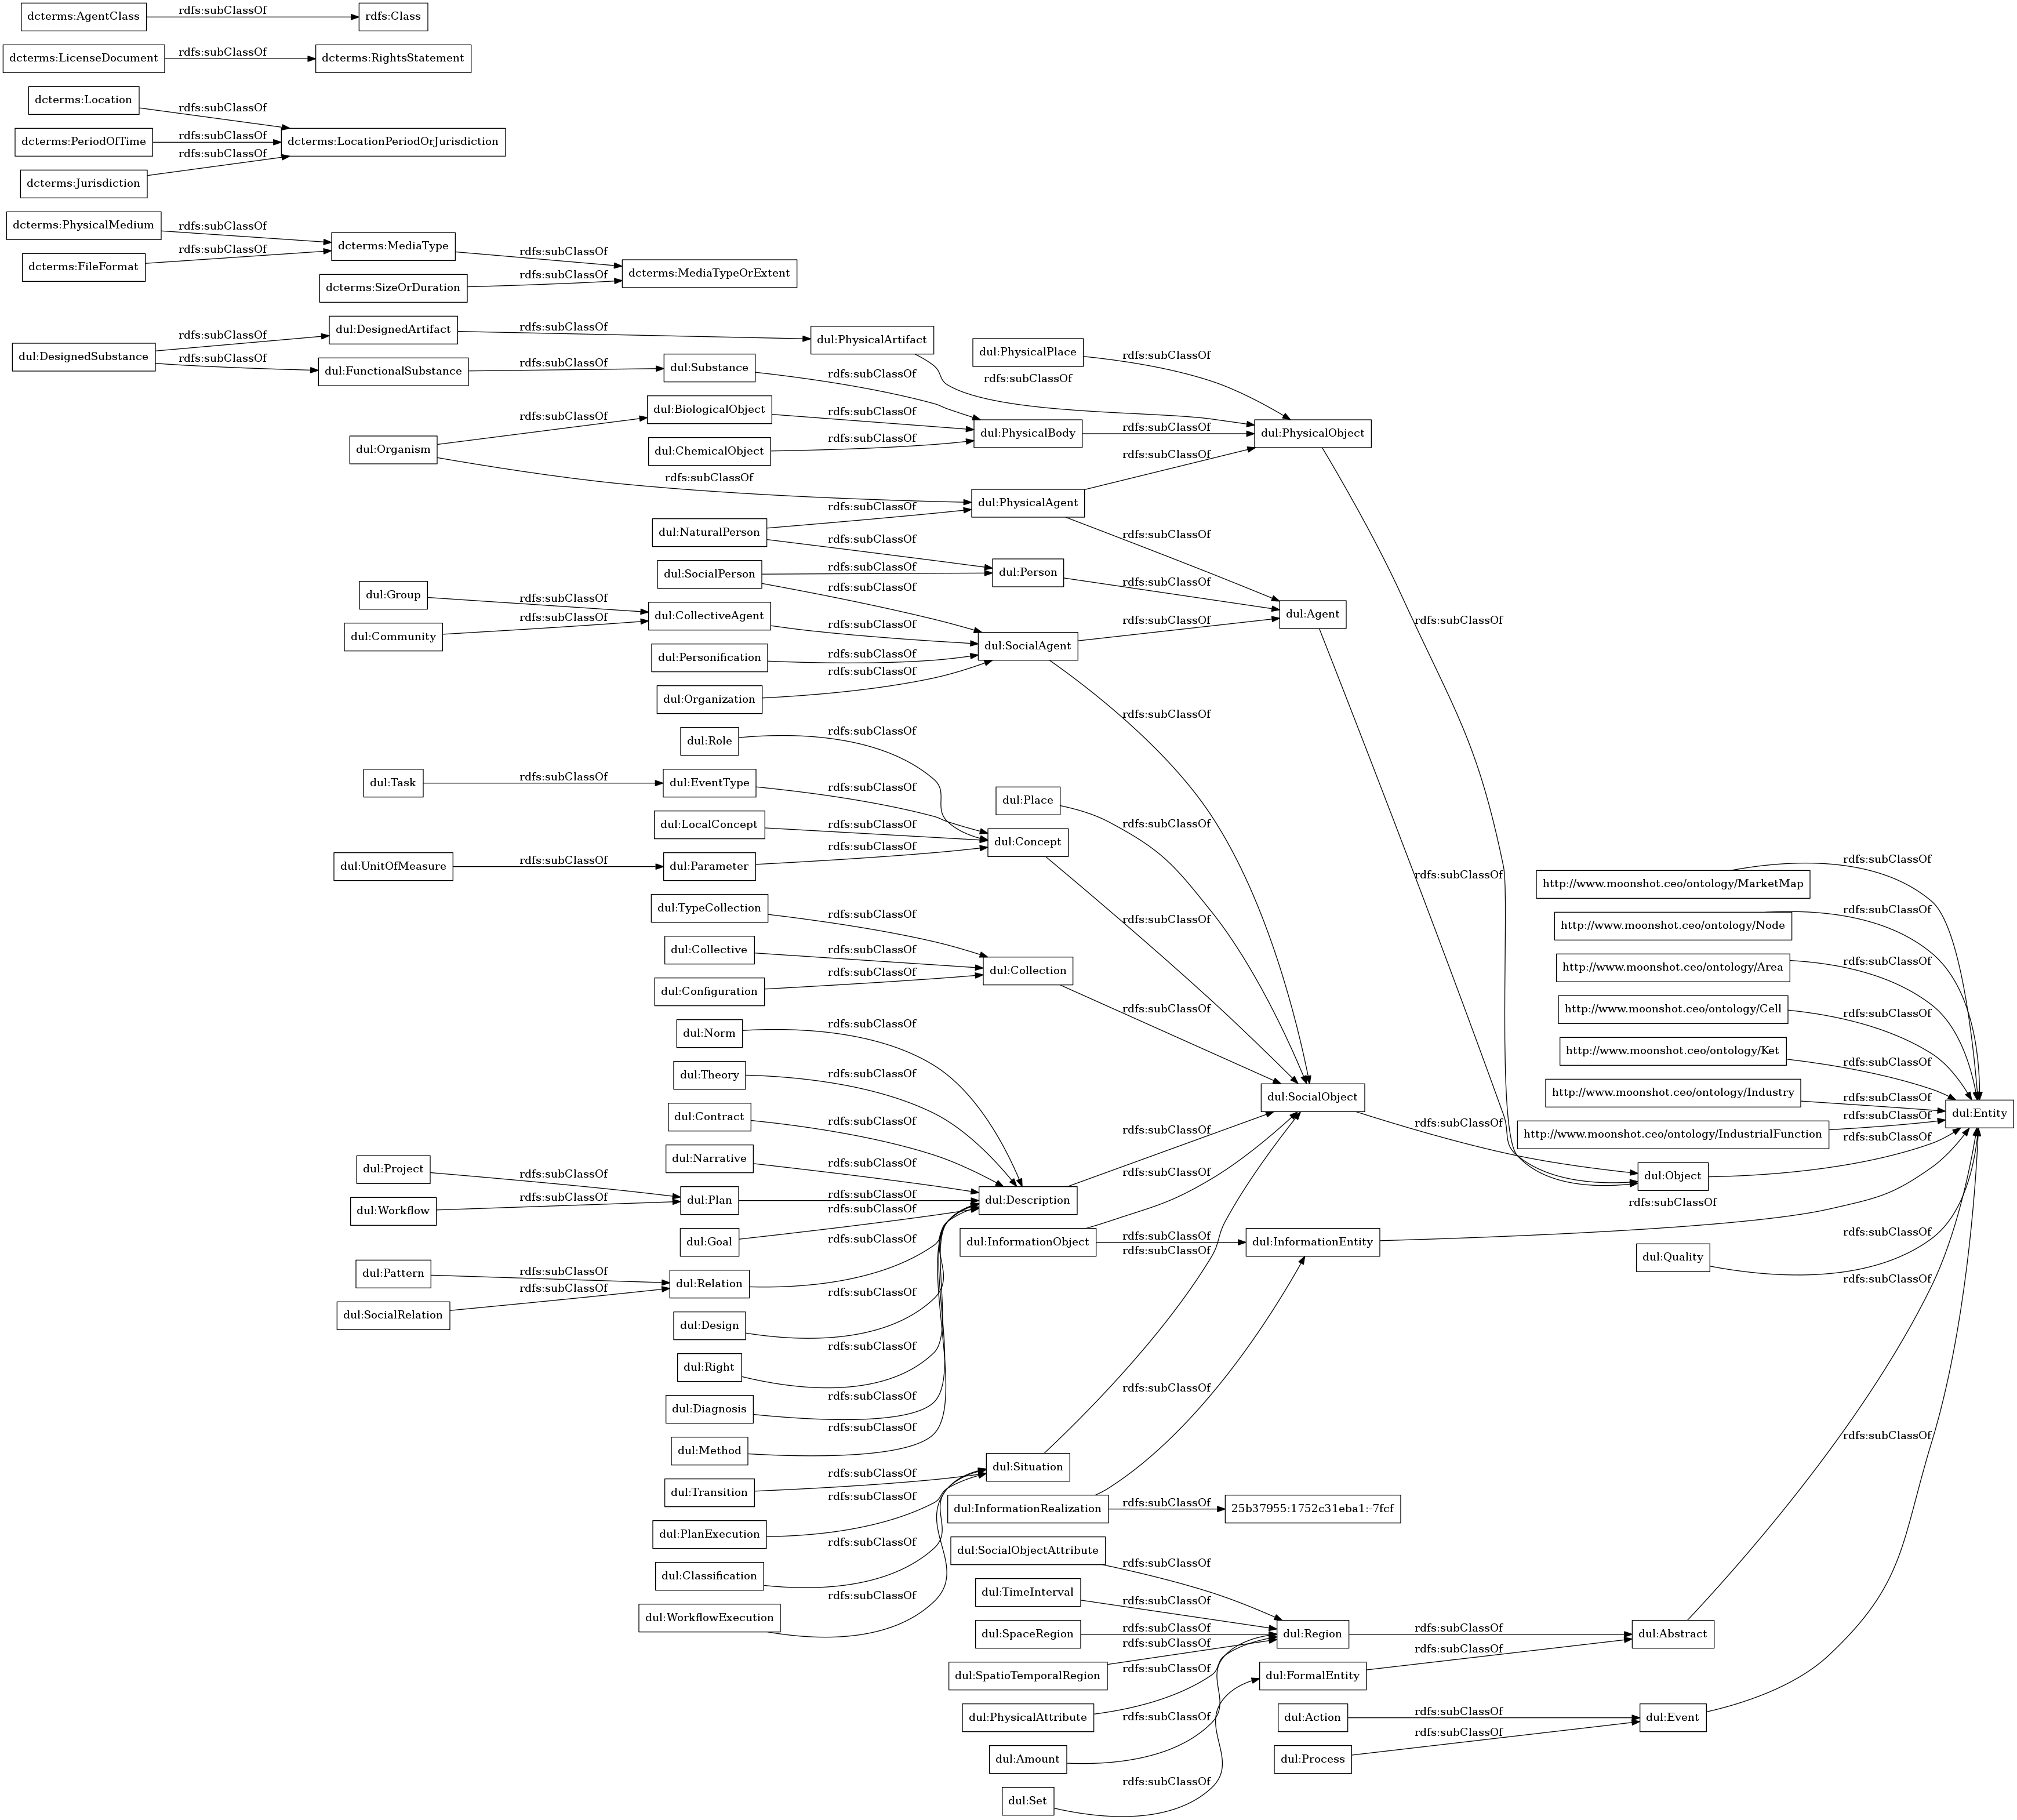 dcterms:AgentClass
rdfs:subClassOf
rdfs:Class
dcterms:LicenseDocument
rdfs:subClassOf
dcterms:RightsStatement
dcterms:Location
rdfs:subClassOf
dcterms:PeriodOfTime
rdfs:subClassOf
dcterms:LocationPeriodOrJurisdiction
dcterms:Jurisdiction
rdfs:subClassOf
dcterms:PhysicalMedium
rdfs:subClassOf
dcterms:MediaType
rdfs:subClassOf
dcterms:FileFormat
rdfs:subClassOf
dcterms:MediaTypeOrExtent
dcterms:SizeOrDuration
rdfs:subClassOf
dul:DesignedSubstance
rdfs:subClassOf
rdfs:subClassOf
dul:DesignedArtifact
rdfs:subClassOf
dul:PhysicalArtifact
rdfs:subClassOf
dul:PhysicalPlace
rdfs:subClassOf
dul:FunctionalSubstance
rdfs:subClassOf
dul:Substance
rdfs:subClassOf
dul:BiologicalObject
rdfs:subClassOf
dul:Organism
rdfs:subClassOf
rdfs:subClassOf
dul:ChemicalObject
rdfs:subClassOf
dul:PhysicalBody
rdfs:subClassOf
dul:PhysicalObject
rdfs:subClassOf
dul:PhysicalAgent
rdfs:subClassOf
rdfs:subClassOf
dul:NaturalPerson
rdfs:subClassOf
rdfs:subClassOf
dul:SocialPerson
rdfs:subClassOf
rdfs:subClassOf
dul:Person
rdfs:subClassOf
dul:Agent
rdfs:subClassOf
dul:Group
rdfs:subClassOf
dul:Community
rdfs:subClassOf
dul:CollectiveAgent
rdfs:subClassOf
dul:SocialAgent
rdfs:subClassOf
rdfs:subClassOf
dul:Personification
rdfs:subClassOf
dul:Organization
rdfs:subClassOf
dul:Role
rdfs:subClassOf
dul:Task
rdfs:subClassOf
dul:EventType
rdfs:subClassOf
dul:Place
rdfs:subClassOf
dul:LocalConcept
rdfs:subClassOf
dul:Concept
rdfs:subClassOf
dul:UnitOfMeasure
rdfs:subClassOf
dul:Parameter
rdfs:subClassOf
dul:TypeCollection
rdfs:subClassOf
dul:Collective
rdfs:subClassOf
dul:Collection
rdfs:subClassOf
dul:Configuration
rdfs:subClassOf
http://www.moonshot.ceo/ontology/MarketMap
rdfs:subClassOf
http://www.moonshot.ceo/ontology/Node
rdfs:subClassOf
http://www.moonshot.ceo/ontology/Area
rdfs:subClassOf
http://www.moonshot.ceo/ontology/Cell
rdfs:subClassOf
http://www.moonshot.ceo/ontology/Ket
rdfs:subClassOf
http://www.moonshot.ceo/ontology/Industry
rdfs:subClassOf
http://www.moonshot.ceo/ontology/IndustrialFunction
rdfs:subClassOf
dul:Entity
dul:Norm
rdfs:subClassOf
dul:Theory
rdfs:subClassOf
dul:SocialObject
rdfs:subClassOf
dul:Contract
rdfs:subClassOf
dul:Narrative
rdfs:subClassOf
dul:Object
rdfs:subClassOf
dul:Project
rdfs:subClassOf
dul:Workflow
rdfs:subClassOf
dul:Plan
rdfs:subClassOf
dul:Description
rdfs:subClassOf
dul:Goal
rdfs:subClassOf
dul:InformationObject
rdfs:subClassOf
rdfs:subClassOf
dul:InformationEntity
rdfs:subClassOf
dul:Quality
rdfs:subClassOf
dul:Pattern
rdfs:subClassOf
dul:SocialRelation
rdfs:subClassOf
dul:Relation
rdfs:subClassOf
dul:Design
rdfs:subClassOf
dul:Right
rdfs:subClassOf
dul:Diagnosis
rdfs:subClassOf
dul:Method
rdfs:subClassOf
dul:Situation
rdfs:subClassOf
dul:Transition
rdfs:subClassOf
dul:InformationRealization
rdfs:subClassOf
rdfs:subClassOf
25b37955:1752c31eba1:-7fcf
dul:PlanExecution
rdfs:subClassOf
dul:Classification
rdfs:subClassOf
dul:WorkflowExecution
rdfs:subClassOf
dul:SocialObjectAttribute
rdfs:subClassOf
dul:TimeInterval
rdfs:subClassOf
dul:SpaceRegion
rdfs:subClassOf
dul:Region
rdfs:subClassOf
dul:Abstract
rdfs:subClassOf
dul:SpatioTemporalRegion
rdfs:subClassOf
dul:FormalEntity
rdfs:subClassOf
dul:PhysicalAttribute
rdfs:subClassOf
dul:Action
rdfs:subClassOf
dul:Event
rdfs:subClassOf
dul:Amount
rdfs:subClassOf
dul:Process
rdfs:subClassOf
dul:Set
rdfs:subClassOf